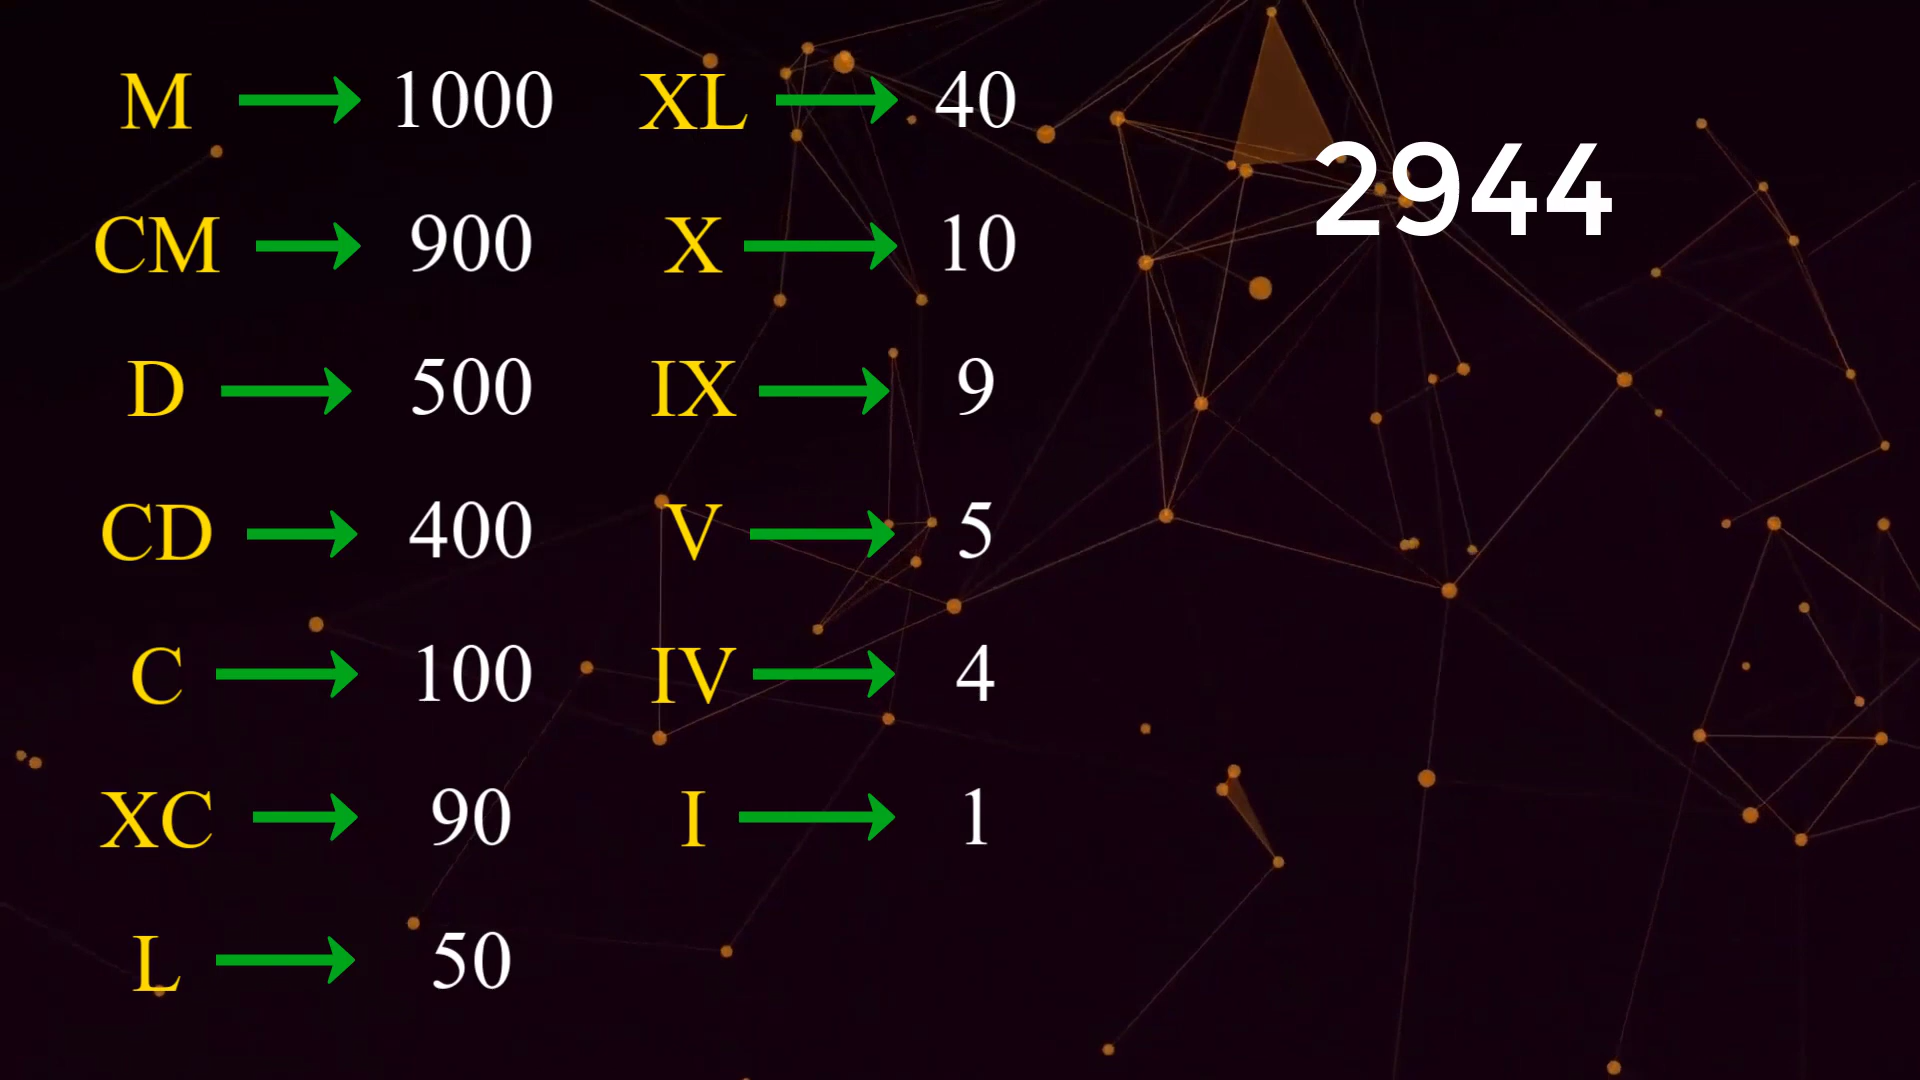 M → 1000 XL → 40
CM → 900 X → 10
D → 500 IX → 9
CD → 400 V → 5
C → 100 IV → 4
XC → 90 I → 1
L → 50
2944